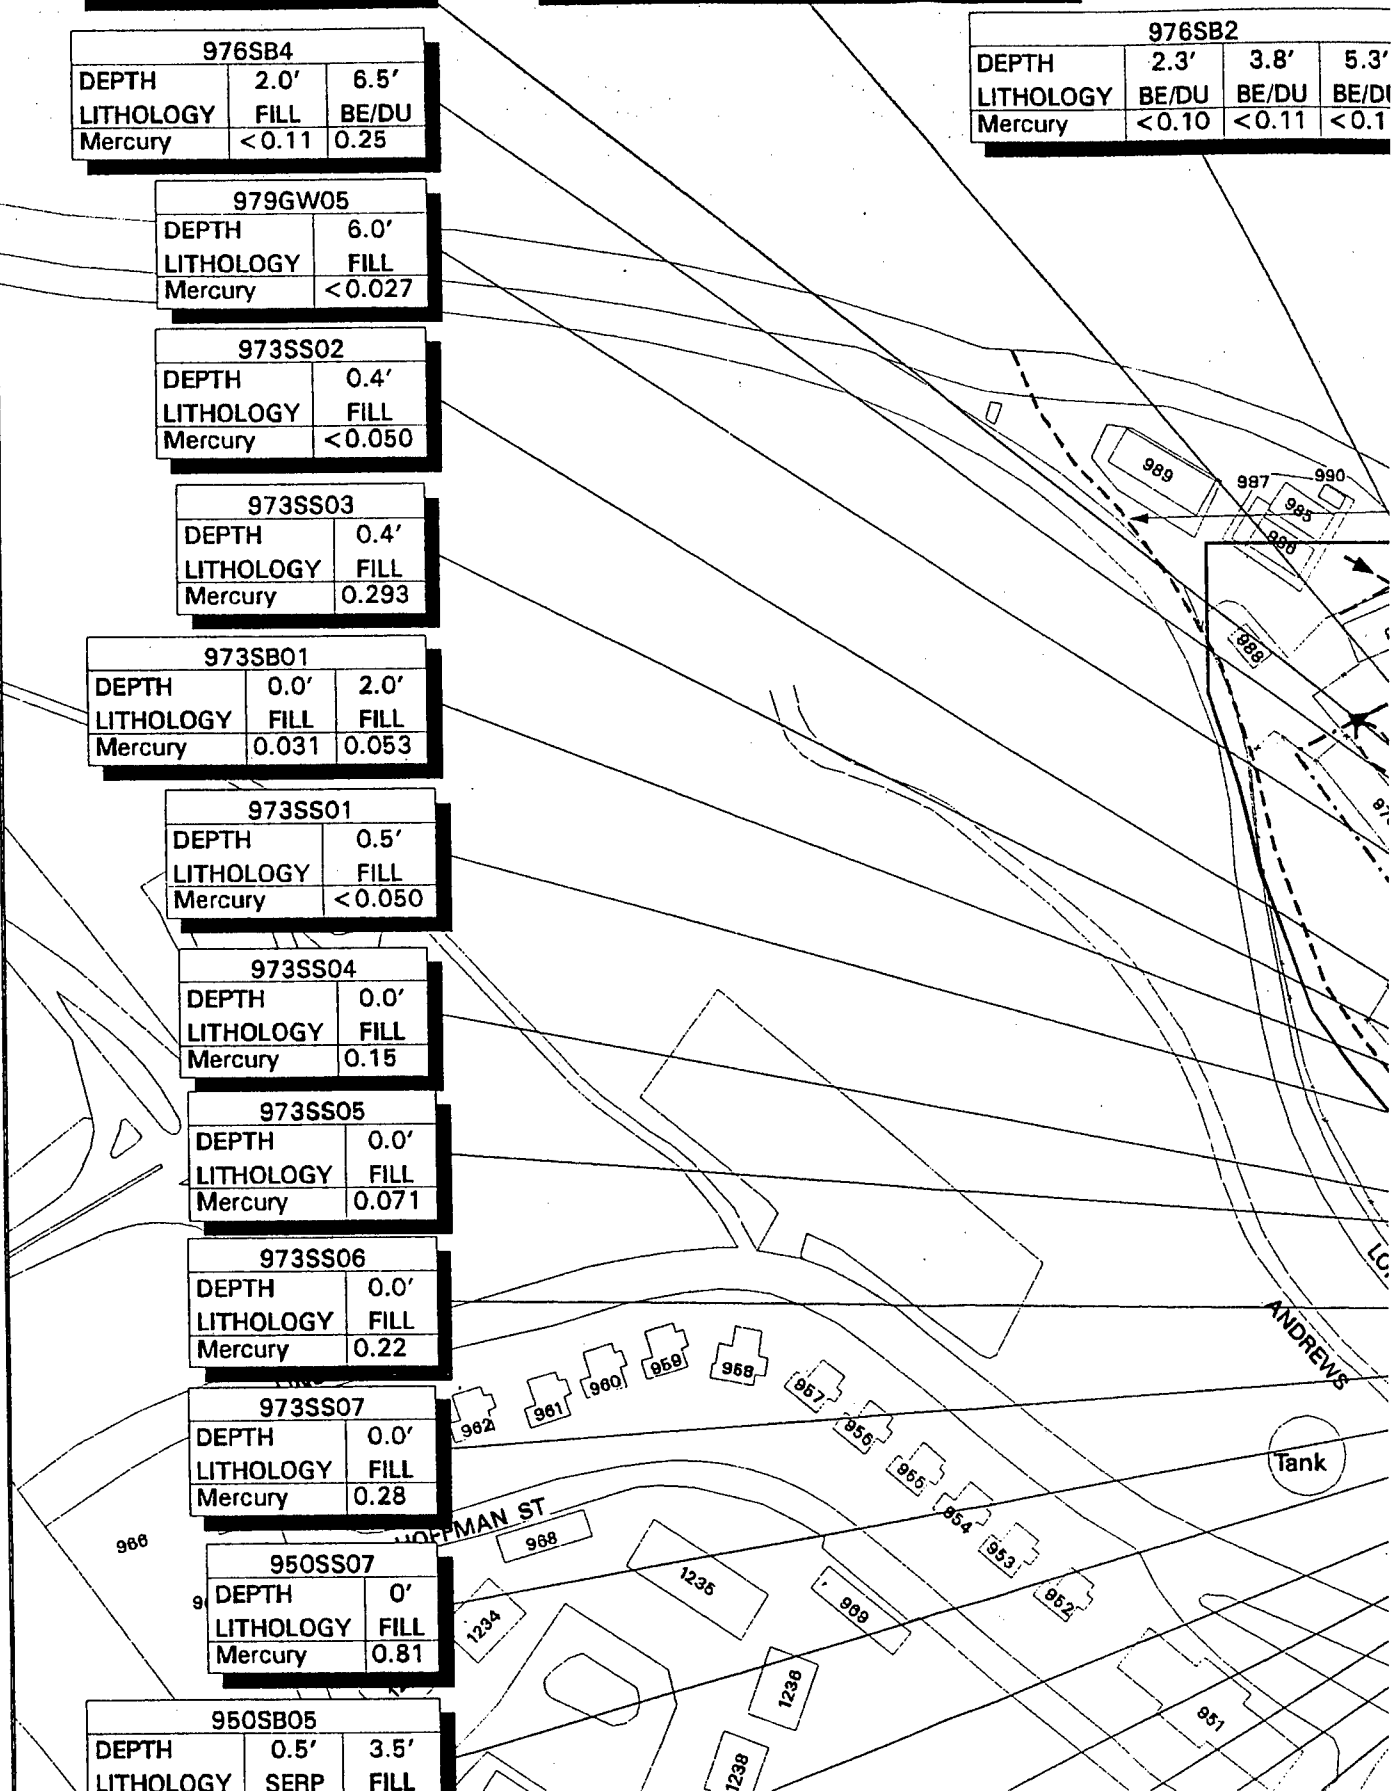 976SB4
DEPTH 2.0' 6.5'
LITHOLOGY FILL BE/DU
Mercury <0.11 0.25
976SB2
DEPTH 2.3' 3.8' 5.3'
LITHOLOGY BE/DU BE/DU BE/DU
Mercury <0.10 <0.11 <0.1
979GW05
DEPTH 6.0'
LITHOLOGY FILL
Mercury <0.027
973SS02
DEPTH 0.4'
LITHOLOGY FILL
Mercury <0.050
973SS03
DEPTH 0.4'
LITHOLOGY FILL
Mercury 0.293
973SB01
DEPTH 0.0' 2.0'
LITHOLOGY FILL FILL
Mercury 0.031 0.053
973SS01
DEPTH 0.5'
LITHOLOGY FILL
Mercury <0.050
973SS04
DEPTH 0.0'
LITHOLOGY FILL
Mercury 0.15
973SS05
DEPTH 0.0'
LITHOLOGY FILL
Mercury 0.071
973SS06
DEPTH 0.0'
LITHOLOGY FILL
Mercury 0.22
973SS07
DEPTH 0.0'
LITHOLOGY FILL
Mercury 0.28
950SS07
DEPTH 0'
LITHOLOGY FILL
Mercury 0.81
950SB05
DEPTH 0.5' 3.5'
LITHOLOGY SERP FILL
989
987
990
985
986
988
ANDREWS
Tank
962
961
960
959
958
957
956
955
954
953
952
951
HOFFMAN ST
966
968
1235
969
1234
1236
1238